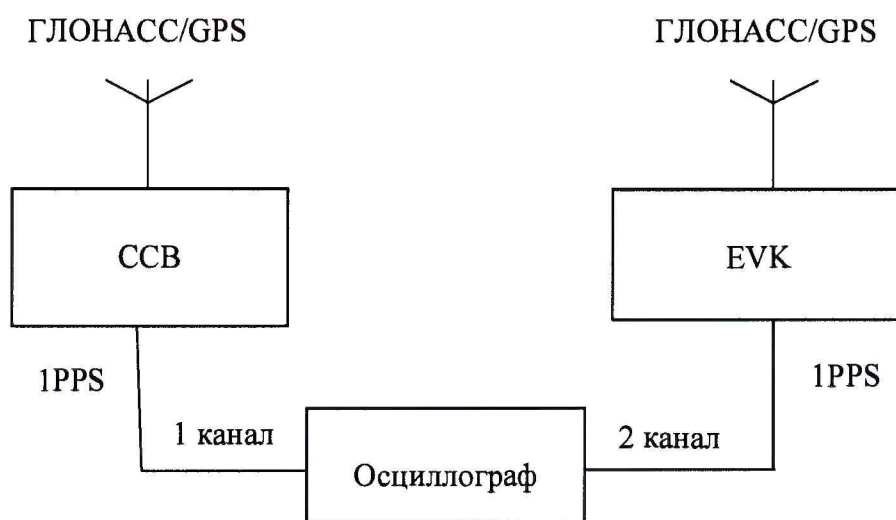 ГЛОНАСС/GPS
ГЛОНАСС/GPS
ССВ
EVK
1PPS
1PPS
1 канал
2 канал
Осциллограф